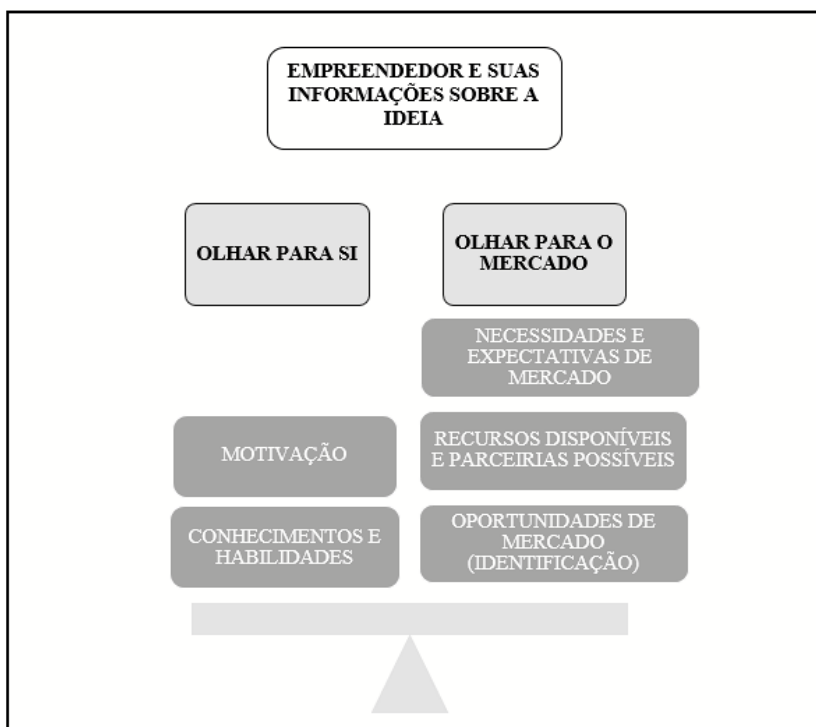 EMPREENDEDOR E SUAS
INFORMAÇÕES SOBRE A
IDEIA
OLHAR PARA SI
OLHAR PARA O
MERCADO
NECESSIDADES E
EXPECTATIVAS DE
MERCADO
MOTIVAÇÃO
RECURSOS DISPONÍVEIS
E PARCEIRIAS POSSÍVEIS
CONHECIMENTOS E
HABILIDADES
OPORTUNIDADES DE
MERCADO
(IDENTIFICAÇÃO)